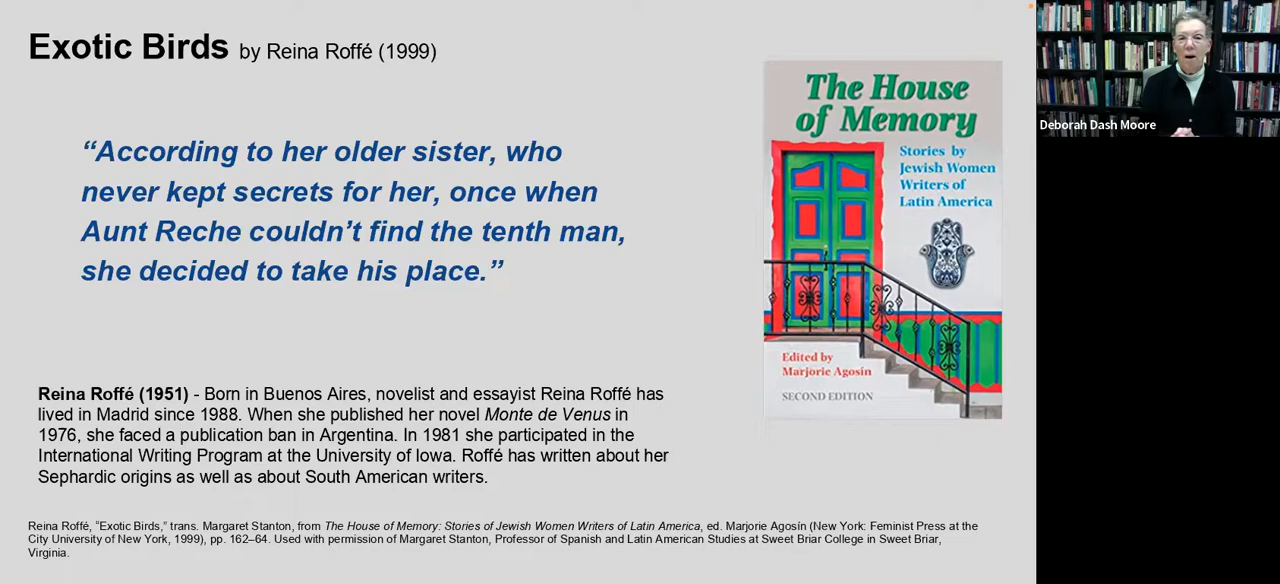 Exotic Birds by Reina Roffé (1999)
“According to her older sister, who
never kept secrets for her, once when
Aunt Reche couldn’t find the tenth man,
she decided to take his place.”
Reina Roffé (1951) - Born in Buenos Aires, novelist and essayist Reina Roffé has
lived in Madrid since 1988. When she published her novel Monte de Venus in
1976, she faced a publication ban in Argentina. In 1981 she participated in the
International Writing Program at the University of Iowa. Roffé has written about her
Sephardic origins as well as about South American writers.
Reina Roffé, “Exotic Birds,” trans. Margaret Stanton, from The House of Memory: Stories of Jewish Women Writers of Latin America, ed. Marjorie Agosín (New York: Feminist Press at the
City University of New York, 1999), pp. 162–64. Used with permission of Margaret Stanton, Professor of Spanish and Latin American Studies at Sweet Briar College in Sweet Briar,
Virginia.
The House
of Memory
Stories by
Jewish Women
Writers of
Latin America
Edited by
Marjorie Agosín
SECOND EDITION
Deborah Dash Moore